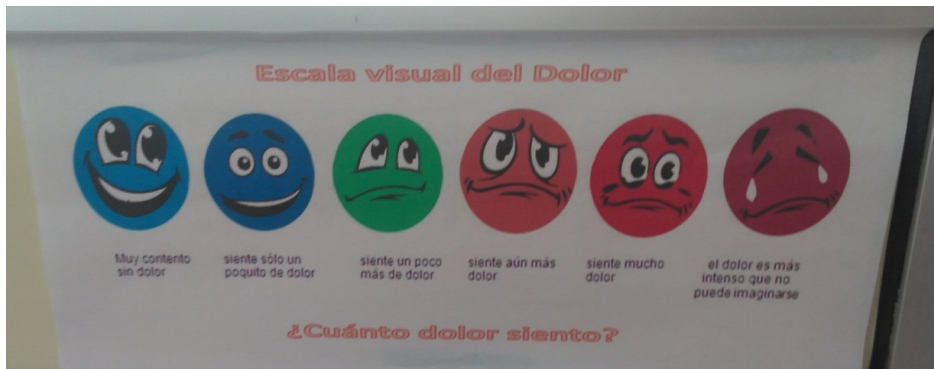 Escala visual del Dolor
Muy contento
sin dolor
siente sólo un
poquito de dolor
siente un poco
más de dolor
siente aún más
dolor
siente mucho
dolor
el dolor es más
intenso que no
puede imaginarse
¿Cuánto dolor siento?